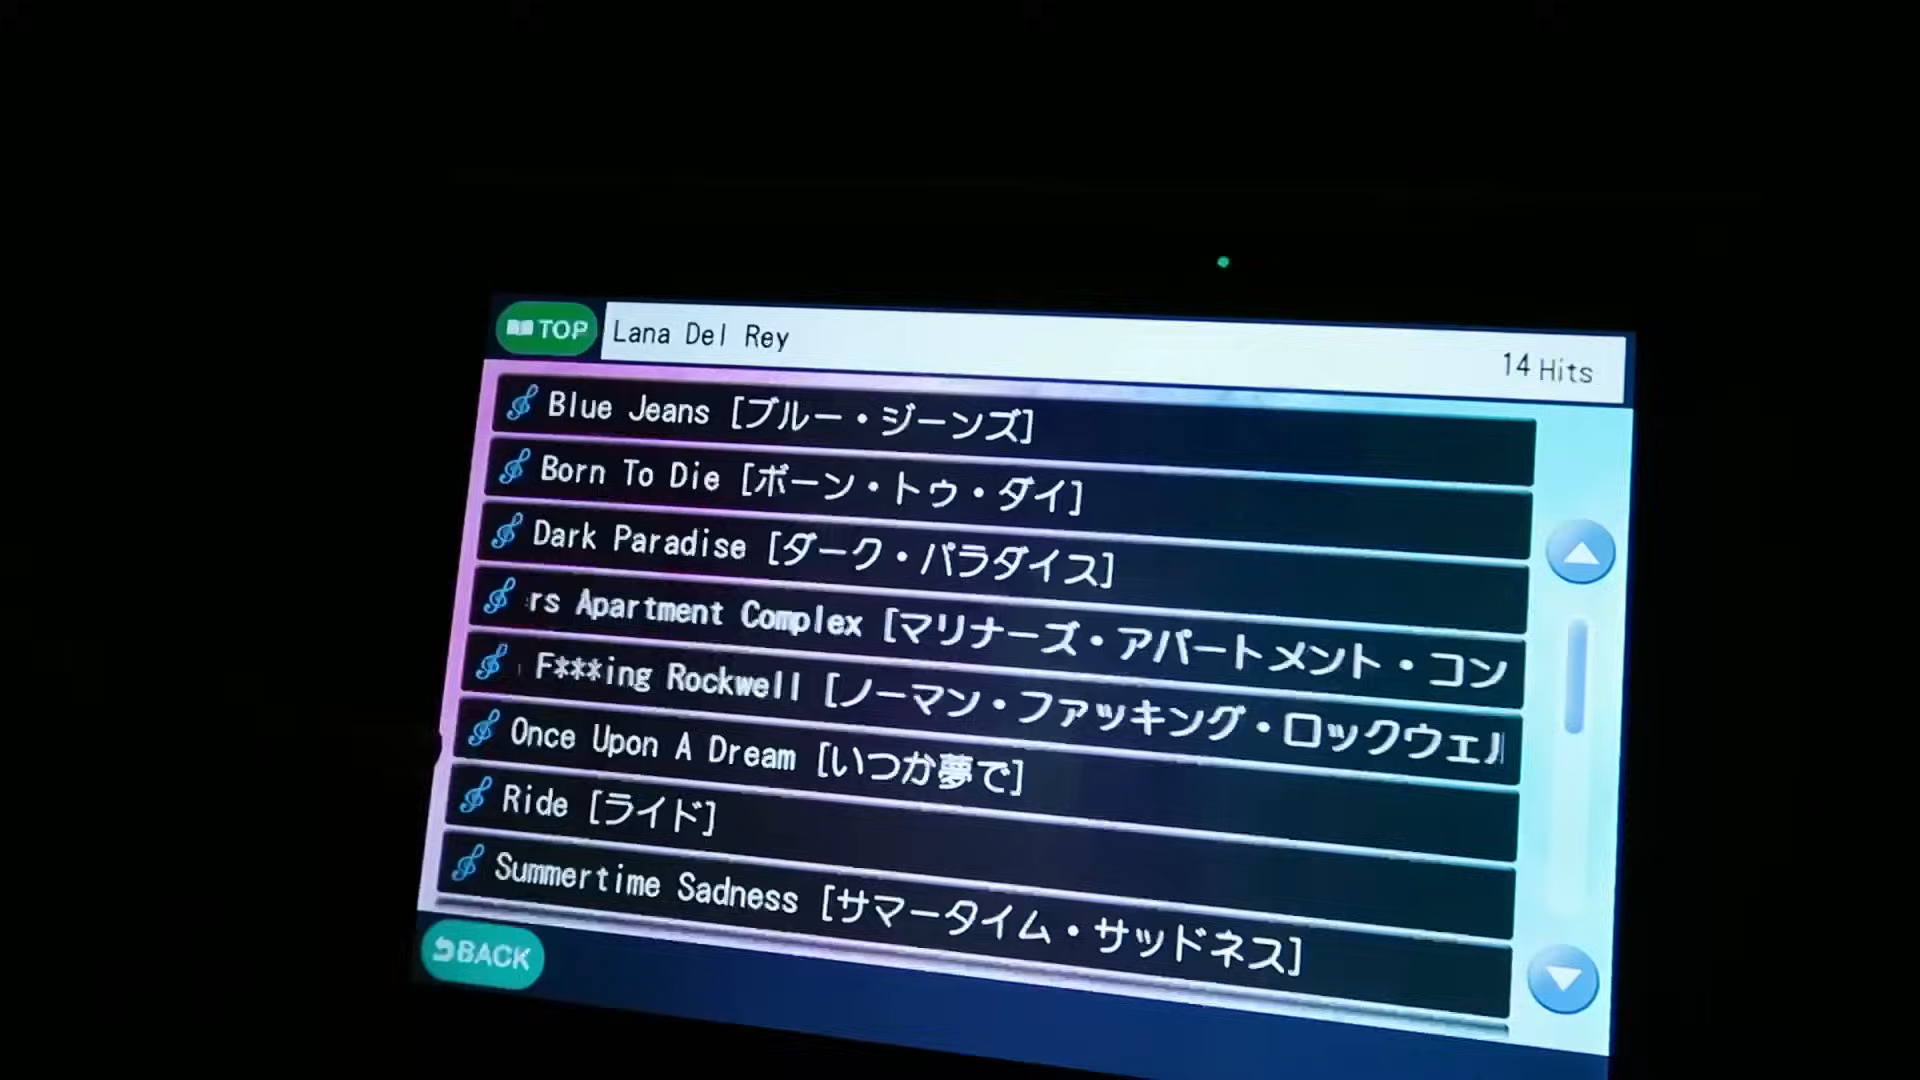 TOP
Lana Del Rey
14 Hits
Blue Jeans [ブルー・ジーンズ]
Born To Die [ボーン・トゥ・ダイ]
Dark Paradise [ダーク・パラダイス]
rs Apartment Complex [マリナーズ・アパートメント・コン
F***ing Rockwell [ノーマン・ファッキング・ロックウェル
Once Upon A Dream [いつか夢で]
Ride [ライド]
Summertime Sadness [サマータイム・サッドネス]
BACK